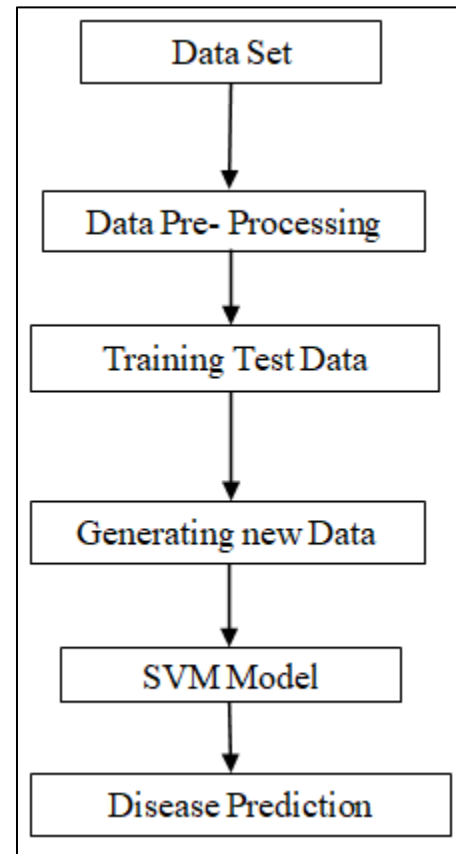 Data Set
Data Pre- Processing
Training Test Data
Generating new Data
SVM Model
Disease Prediction